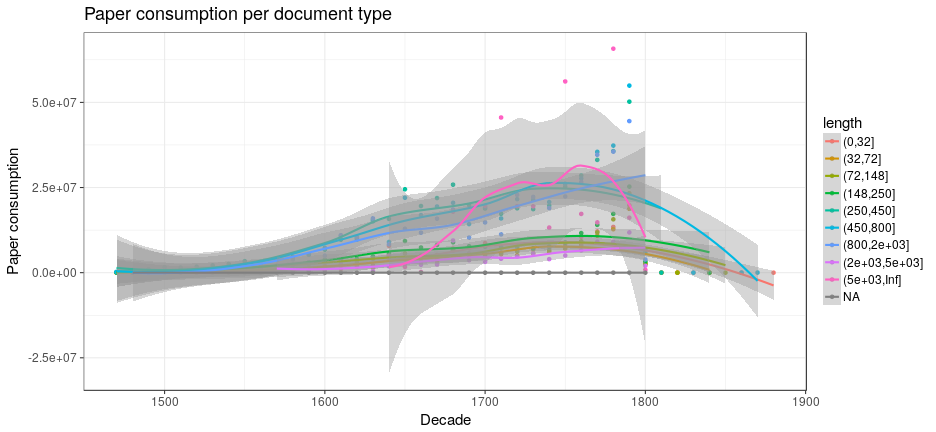 Paper consumption per document type
Paper consumption
5.0e+07
2.5e+07
0.0e+00
-2.5e+07
1500
1600
1700
1800
1900
Decade
length
(0,32]
(32,72]
(72,148]
(148,250]
(250,450]
(450,800]
(800,2e+03]
(2e+03,5e+03]
(5e+03,Inf]
NA